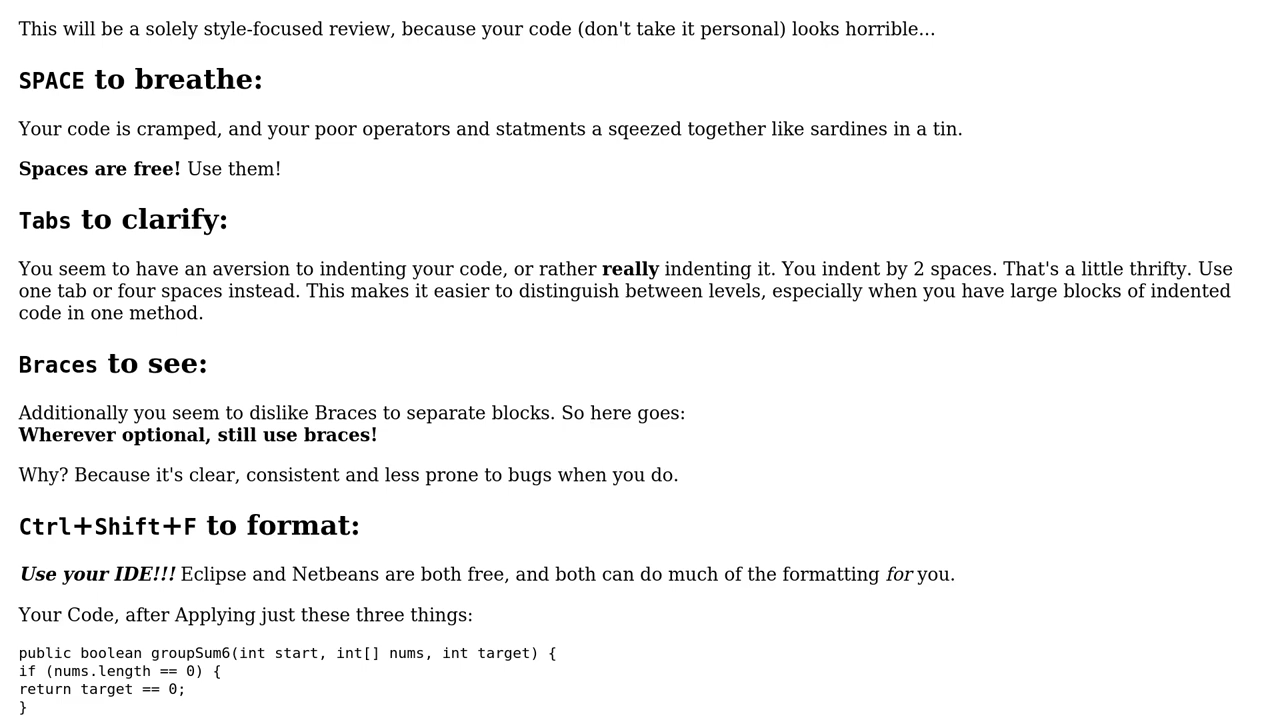 This will be a solely style-focused review, because your code (don't take it personal) looks horrible...
SPACE to breathe:
Your code is cramped, and your poor operators and statments a sqeezed together like sardines in a tin.
Spaces are free! Use them!
Tabs to clarify:
You seem to have an aversion to indenting your code, or rather really indenting it. You indent by 2 spaces. That's a little thrifty. Use
one tab or four spaces instead. This makes it easier to distinguish between levels, especially when you have large blocks of indented
code in one method.
Braces to see:
Additionally you seem to dislike Braces to separate blocks. So here goes:
Wherever optional, still use braces!
Why? Because it's clear, consistent and less prone to bugs when you do.
Ctrl+Shift+F to format:
Use your IDE!!! Eclipse and Netbeans are both free, and both can do much of the formatting for you.
Your Code, after Applying just these three things:
public boolean groupSum6(int start, int[] nums, int target) {
if (nums.length == 0) {
return target == 0;
}